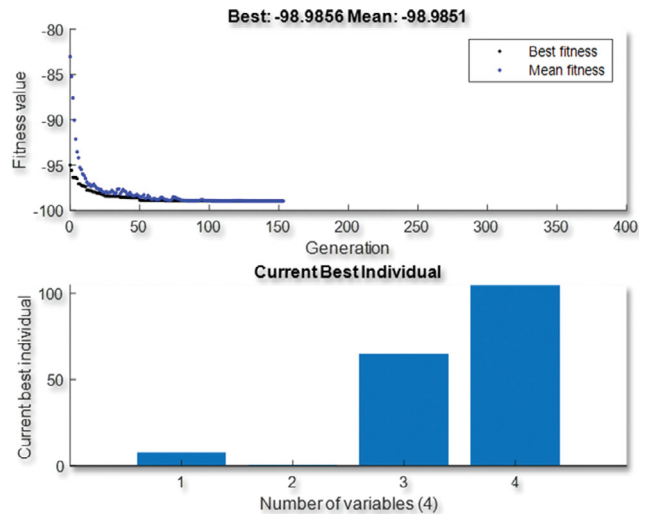 Best: -98.9856 Mean: -98.9851
-80
-85
-90
-95
-100
Fitness value
Best fitness
Mean fitness
0
50
100
150
200
250
300
350
400
Generation
Current Best Individual
100
50
0
Current best individual
1
2
3
4
Number of variables (4)